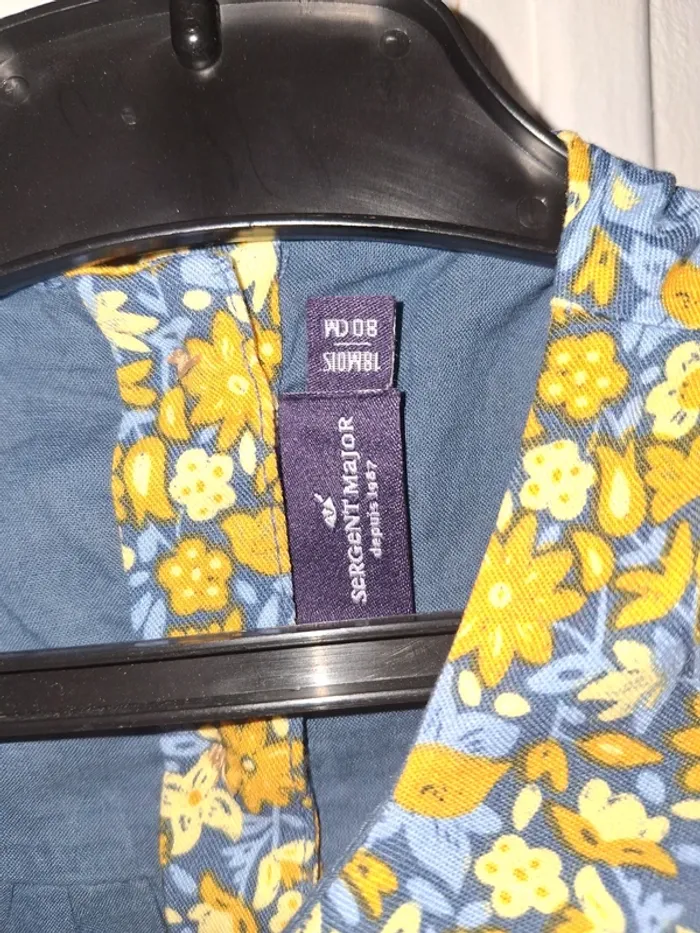 18MOIS
80 CM
SeRGeNT MaJoR
depuis 1987